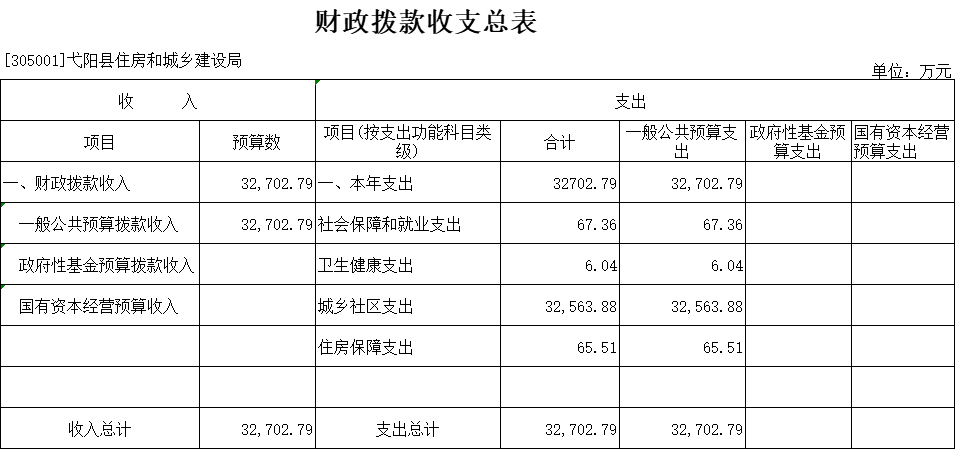 财政拨款收支总表
[305001]弋阳县住房和城乡建设局
单位：万元
收 入 支出
项目 预算数 项目(按支出功能科目类级) 合计 一般公共预算支出 政府性基金预算支出 国有资本经营预算支出
一、财政拨款收入 32,702.79 一、本年支出 32702.79 32,702.79
一般公共预算拨款收入 32,702.79 社会保障和就业支出 67.36 67.36
政府性基金预算拨款收入 卫生健康支出 6.04 6.04
国有资本经营预算收入 城乡社区支出 32,563.88 32,563.88
住房保障支出 65.51 65.51
收入总计 32,702.79 支出总计 32,702.79 32,702.79